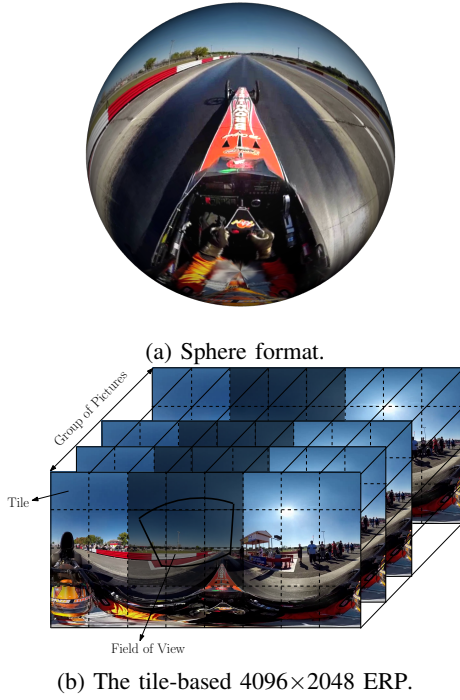 (a) Sphere format.
Group of Pictures
Tile
Field of View
(b) The tile-based 4096×2048 ERP.